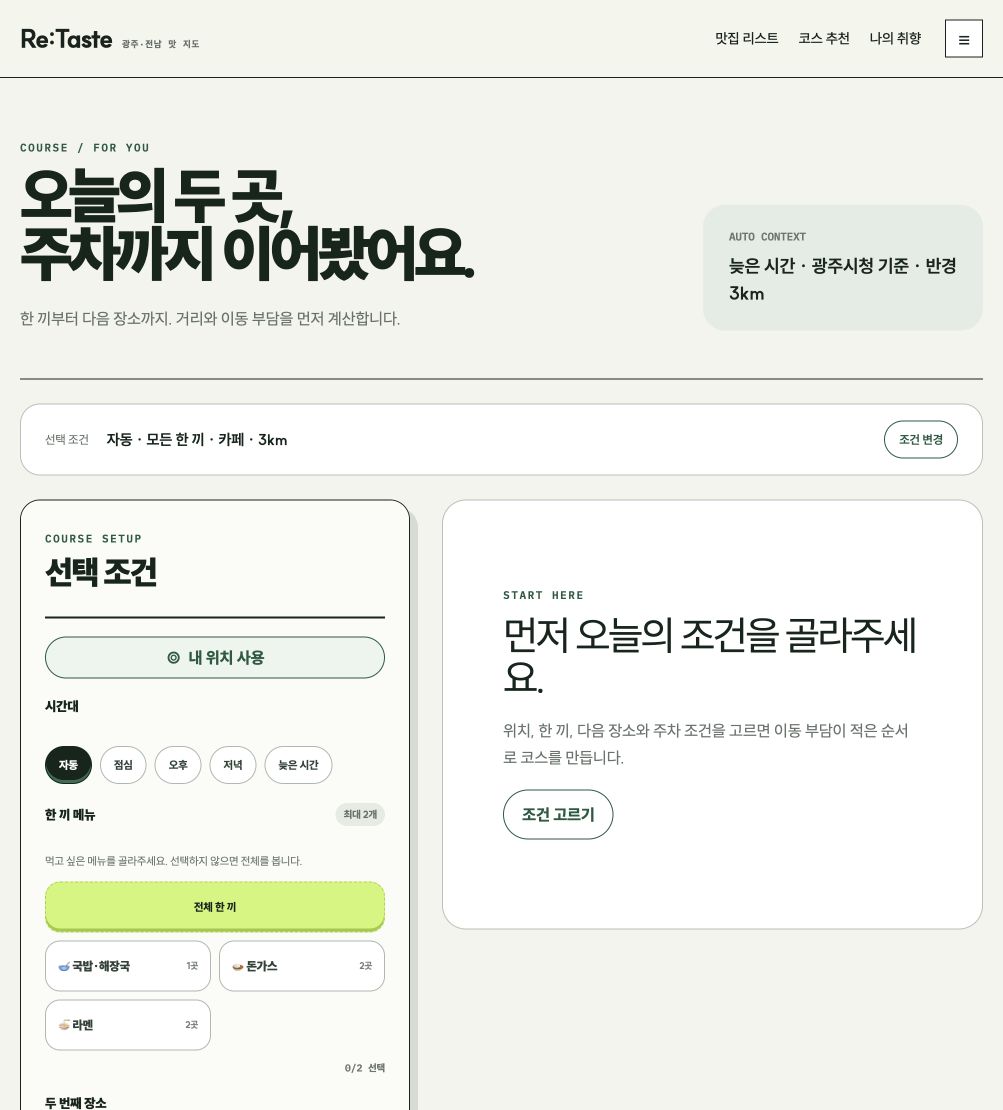 Re:Taste 광주·전남 맛 지도
맛집 리스트 코스 추천 나의 취향
COURSE / FOR YOU
오늘의 두 곳,
주차까지 이어봤어요.
한 끼부터 다음 장소까지. 거리와 이동 부담을 먼저 계산합니다.
AUTO CONTEXT
늦은 시간 · 광주시청 기준 · 반경
3km
선택 조건 자동 · 모든 한 끼 · 카페 · 3km
조건 변경
COURSE SETUP
선택 조건
◎ 내 위치 사용
시간대
자동 점심 오후 저녁 늦은 시간
한 끼 메뉴 최대 2개
먹고 싶은 메뉴를 골라주세요. 선택하지 않으면 전체를 봅니다.
전체 한 끼
국밥·해장국 1곳 돈가스 2곳
라멘 2곳
0/2 선택
두 번째 장소
START HERE
먼저 오늘의 조건을 골라주세
요.
위치, 한 끼, 다음 장소와 주차 조건을 고르면 이동 부담이 적은 순서
로 코스를 만듭니다.
조건 고르기